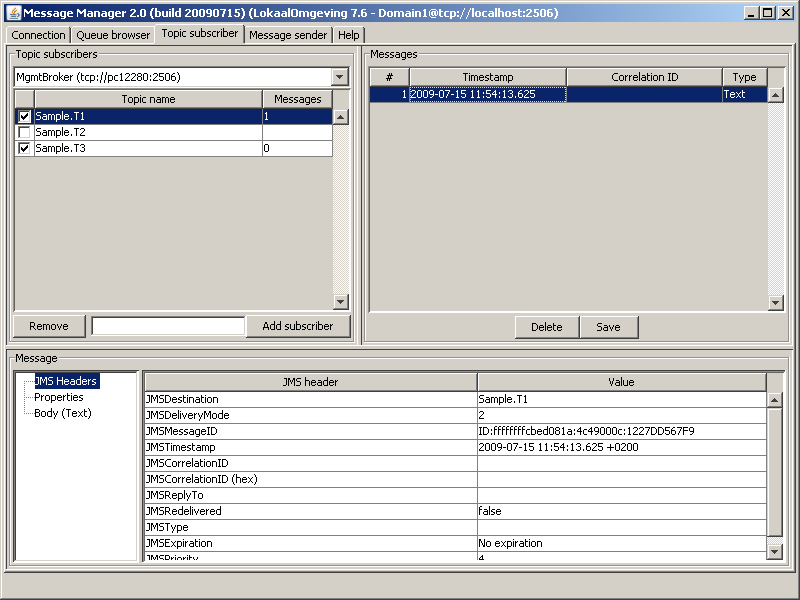 Message Manager 2.0 (build 20090715) (LokaalOmgeving 7.6 - Domain1@tcp://localhost:2506)
Connection Queue browser Topic subscriber Message sender Help
Topic subscribers
MgmtBroker (tcp://pc12280:2506)
Topic name Messages
Sample.T1 1
Sample.T2
Sample.T3 0
Remove Add subscriber
Messages
# Timestamp Correlation ID Type
1 2009-07-15 11:54:13.625 Text
Delete Save
Message
JMS Headers
Properties
Body (Text)
JMS header Value
JMSDestination Sample.T1
JMSDeliveryMode 2
JMSMessageID ID:ffffffffcbed081a:4c49000c:1227DD567F9
JMSTimestamp 2009-07-15 11:54:13.625 +0200
JMSCorrelationID
JMSCorrelationID (hex)
JMSReplyTo
JMSRedelivered false
JMSType
JMSExpiration No expiration
JMSPriority 4